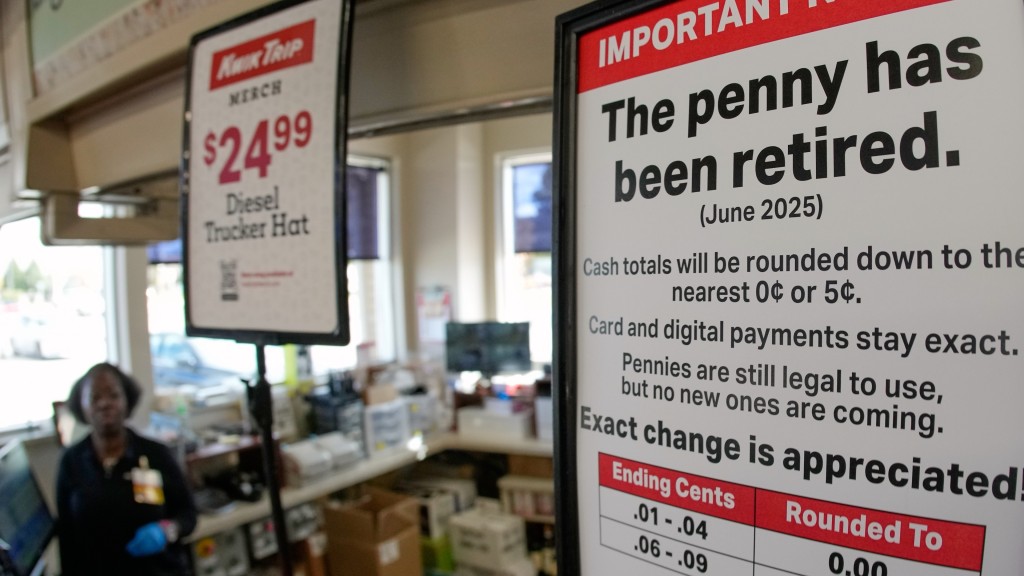 KWIK TRIP
MERCH
$24.99
Diesel
Trucker Hat
IMPORTANT
The penny has
been retired.
(June 2025)
Cash totals will be rounded down to the
nearest 0¢ or 5¢.
Card and digital payments stay exact.
Pennies are still legal to use,
but no new ones are coming.
Exact change is appreciated!
Ending Cents Rounded To
.01 - .04 0.00
.06 - .09